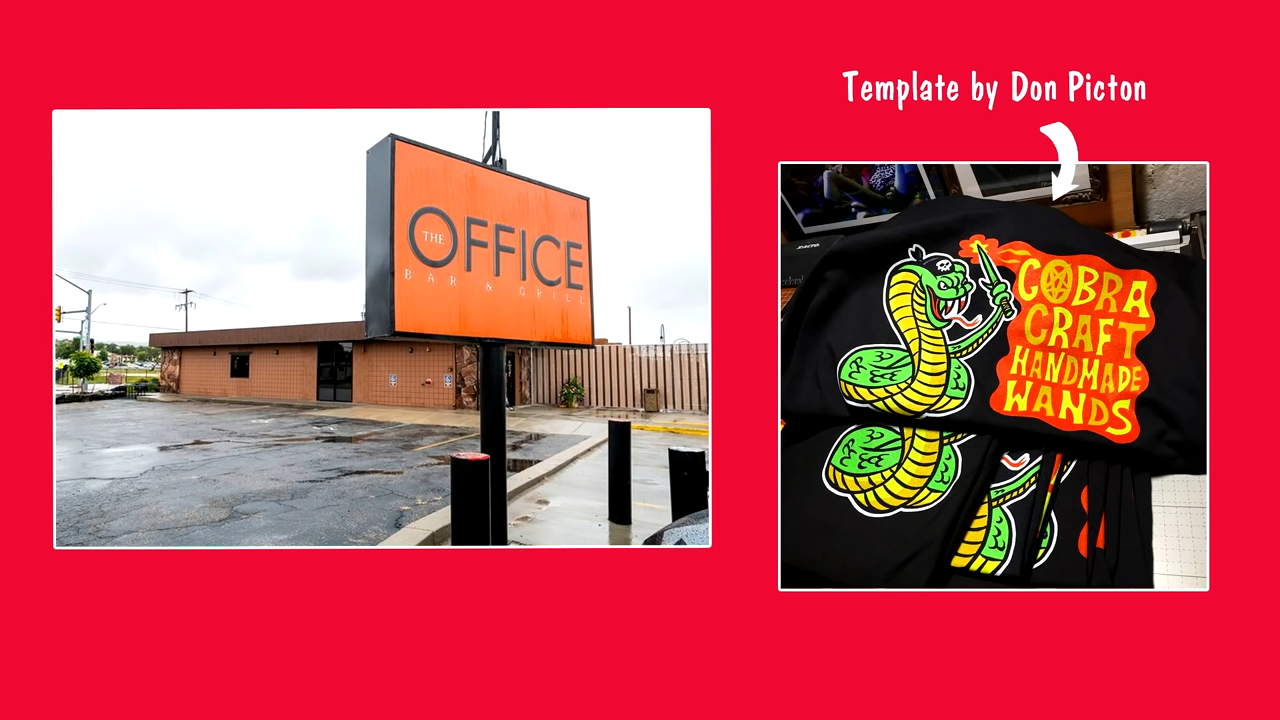 Template by Don Picton
THE OFFICE
BAR & GRILL
COBRA
CRAFT
HANDMADE
WANDS